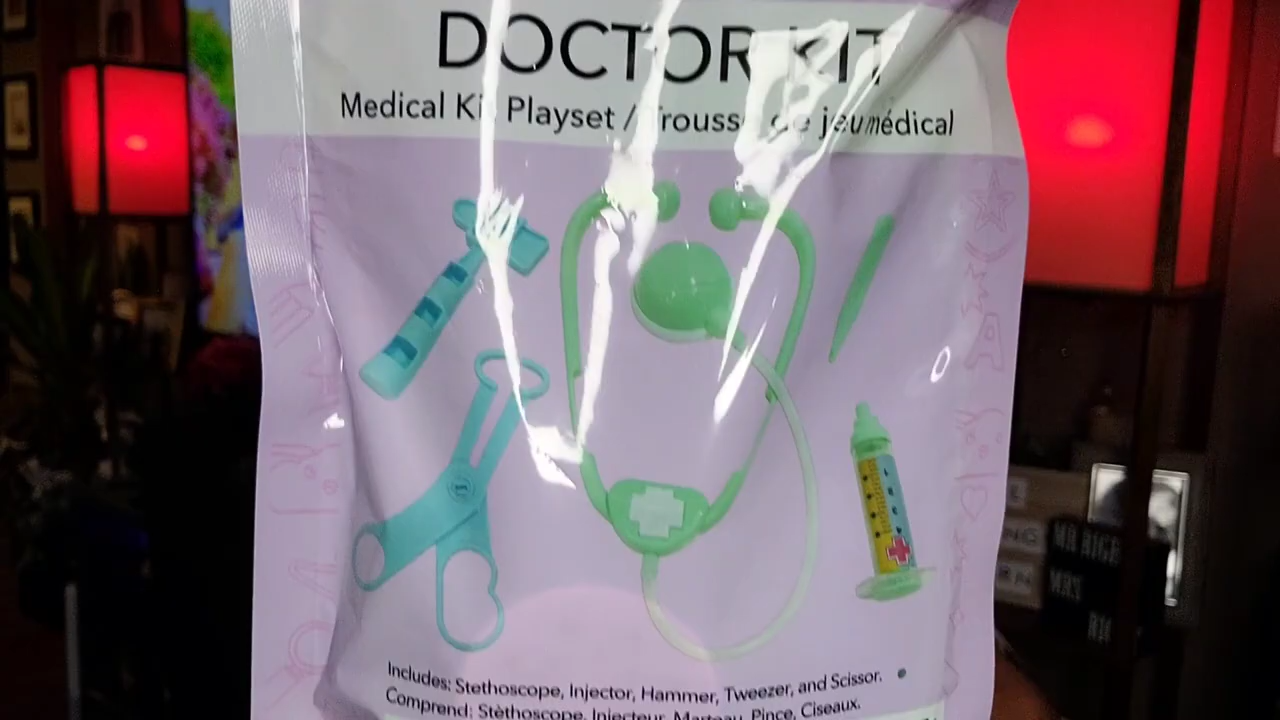 DOCTOR KIT
Medical Kit Playset / Trousse de jeu médical
Includes: Stethoscope, Injector, Hammer, Tweezer, and Scissor.
Comprend: Stèthoscope, Injecteur, Marteau, Pince, Ciseaux.